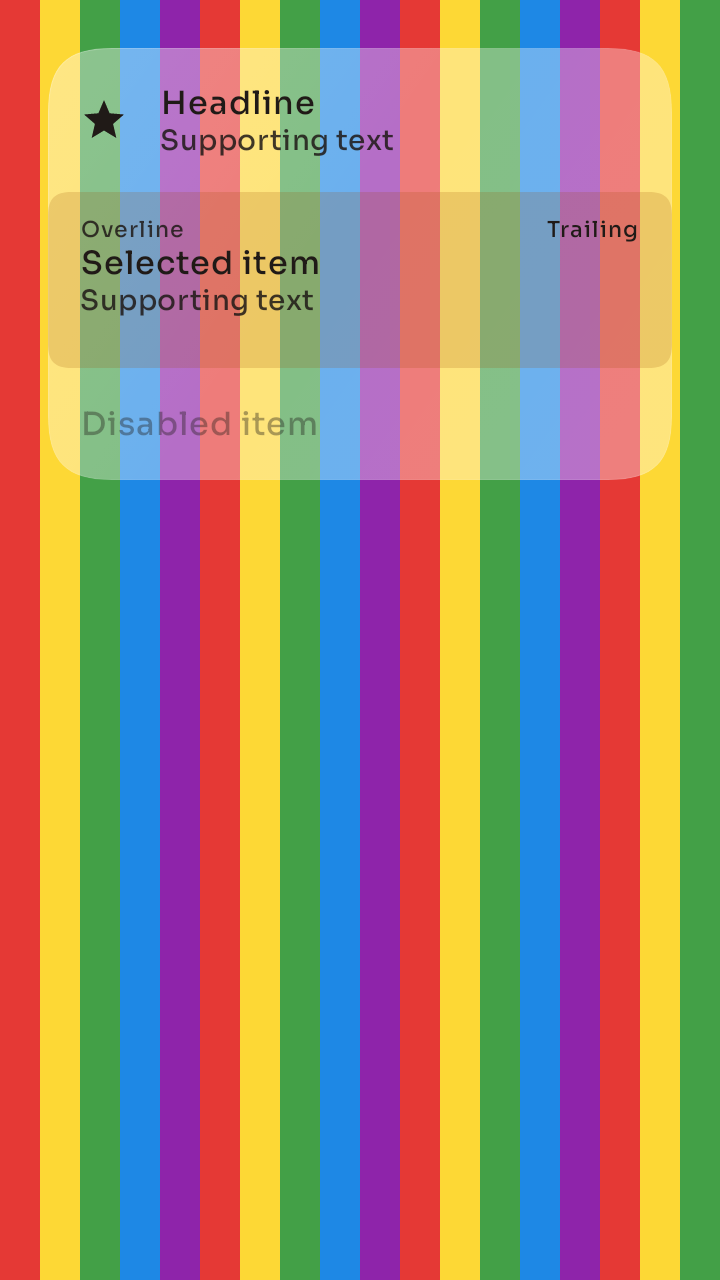 Headline
Supporting text
Overline
Trailing
Selected item
Supporting text
Disabled item